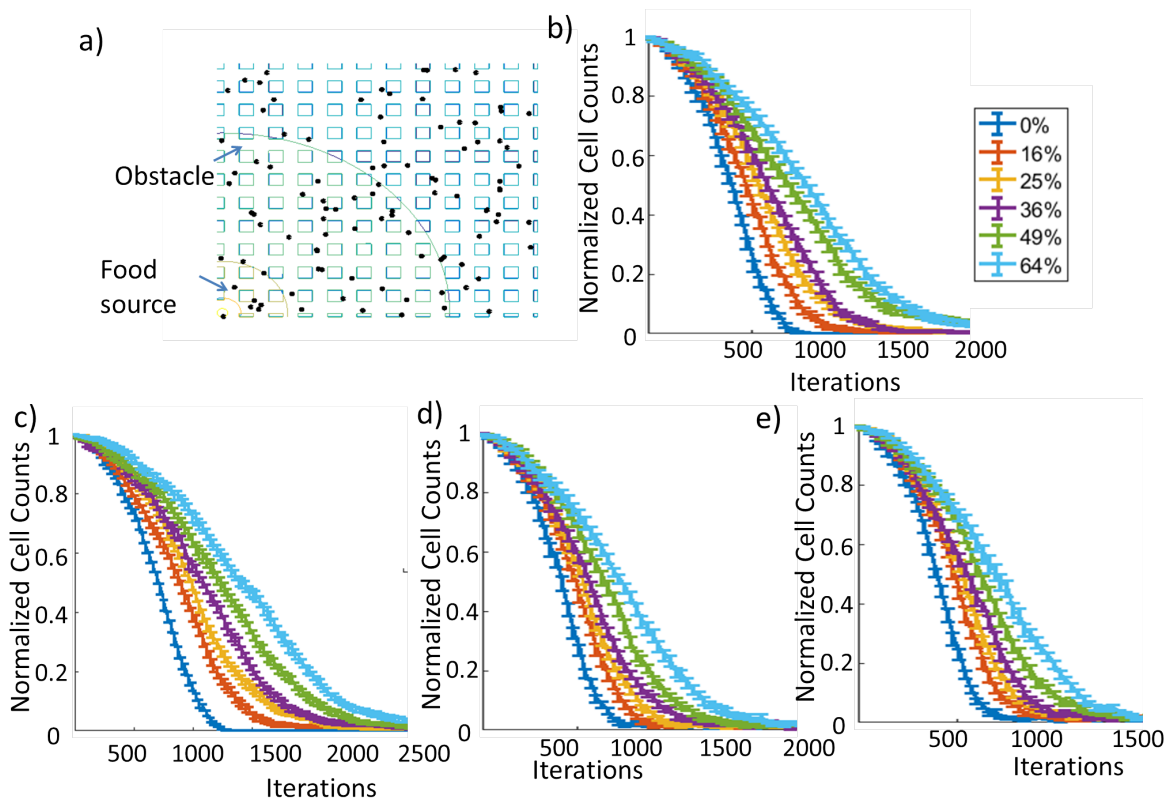 a)
Obstacle
Food
source
b)
Normalized Cell Counts
1
0.8
0.6
0.4
0.2
0
500 1000 1500 2000
Iterations
0%
16%
25%
36%
49%
64%
c)
Normalized Cell Counts
1
0.8
0.6
0.4
0.2
0
500 1000 1500 2000 2500
Iterations
d)
Normalized Cell Counts
1
0.8
0.6
0.4
0.2
0
500 1000 1500 2000
Iterations
e)
Normalized Cell Counts
1
0.8
0.6
0.4
0.2
0
500 1000 1500
Iterations